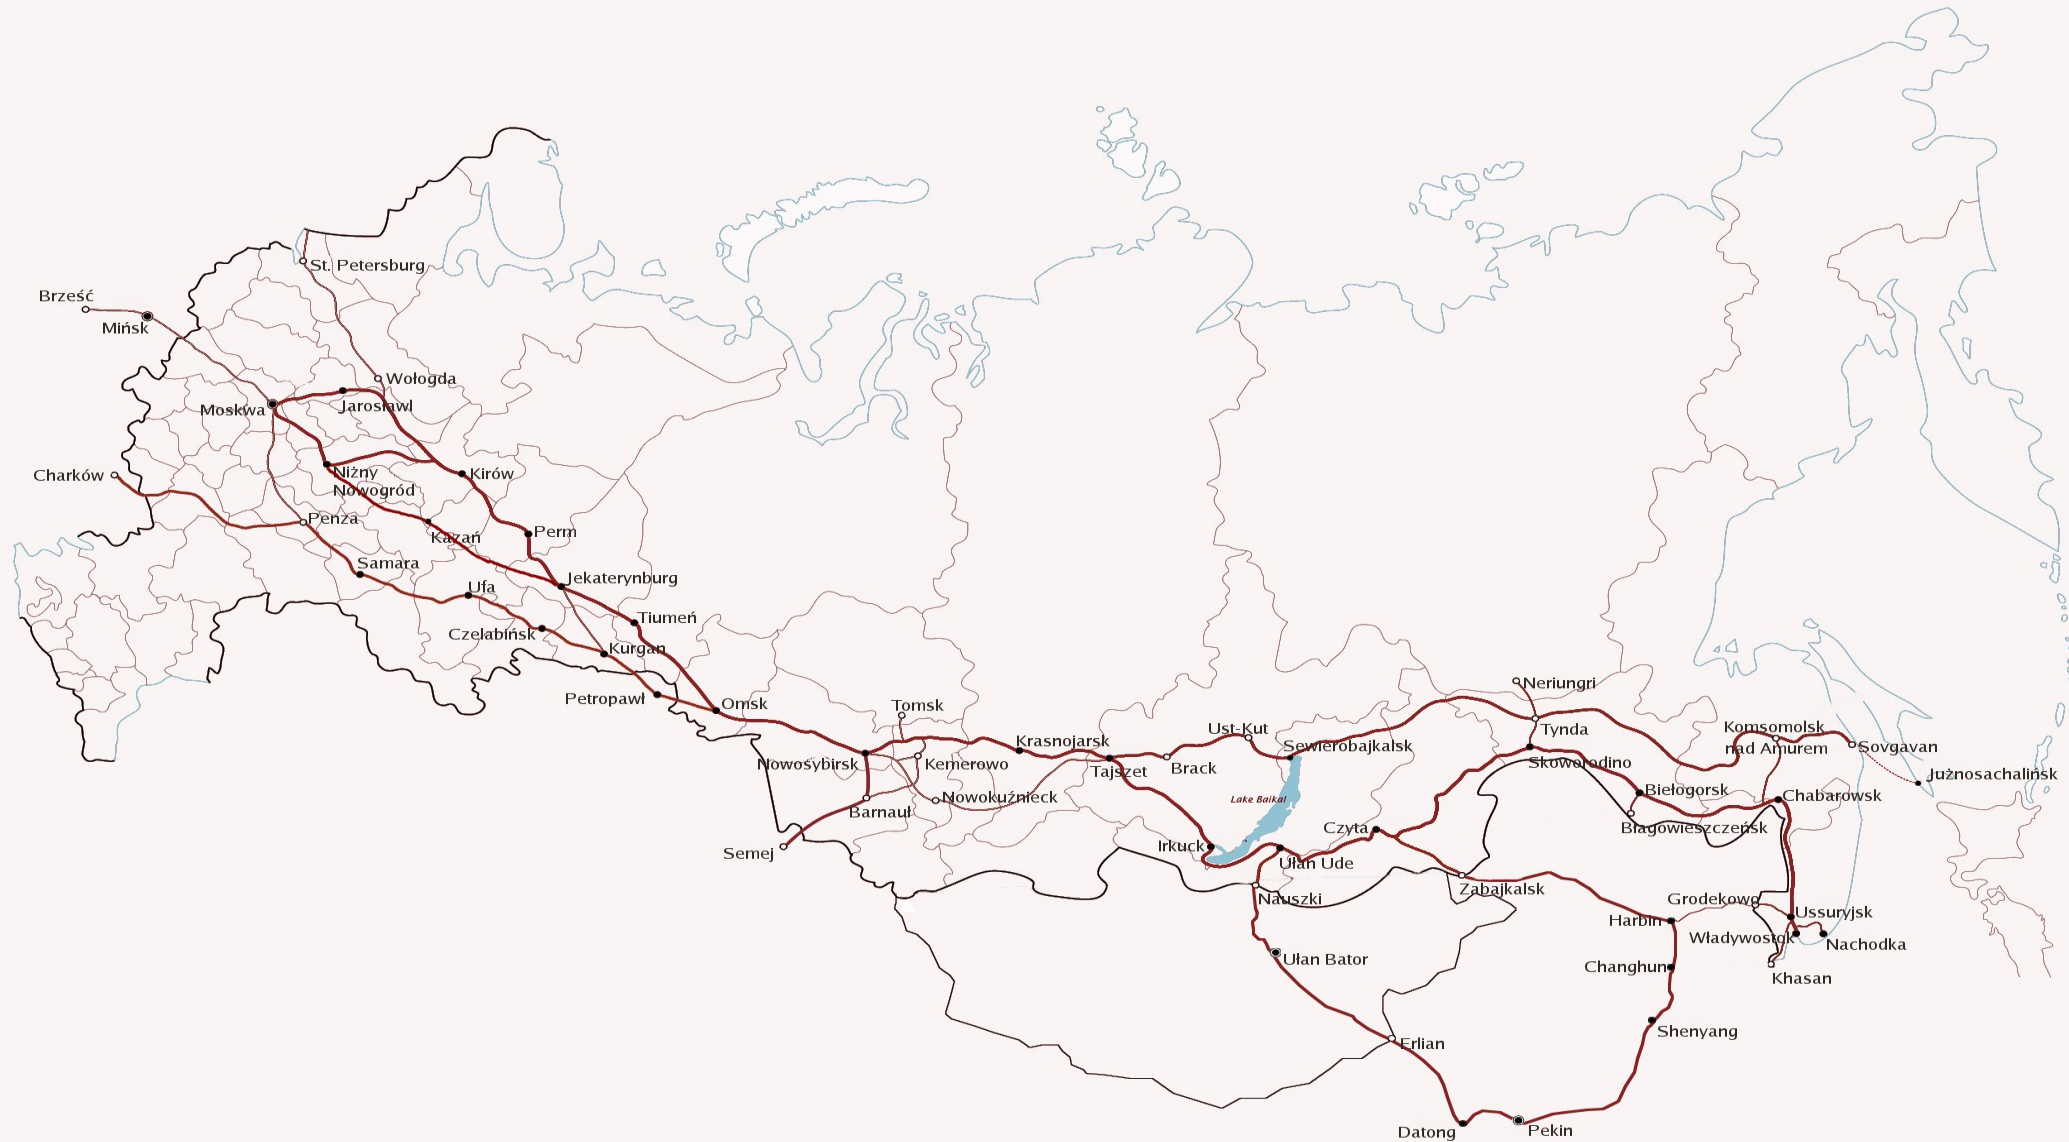 St. Petersburg
Brześć
Mińsk
Wołogda
Jarosławl
Moskwa
Charków
Niżny
Nowogród
Kirów
Penza
Kazań
Perm
Samara
Ufa
Jekaterynburg
Tiumeń
Czelabińsk
Kurgan
Petropawł
Omsk
Tomsk
Nowosybirsk
Kemerowo
Krasnojarsk
Barnauł
Nowokuźnieck
Semej
Tajszet
Brack
Ust-Kut
Sewierobajkalsk
Lake Baikal
Irkuck
Ułan Ude
Czyta
Nauszki
Zabajkalsk
Neriungri
Tynda
Skoworodino
Komsomolsk
nad Amurem
Sovgavan
Jużnosachalińsk
Biełogorsk
Chabarowsk
Błagowieszczeńsk
Grodekowo
Ussuryjsk
Harbin
Władywostok
Nachodka
Khasan
Changhun
Ułan Bator
Shenyang
Erlian
Datong
Pekin